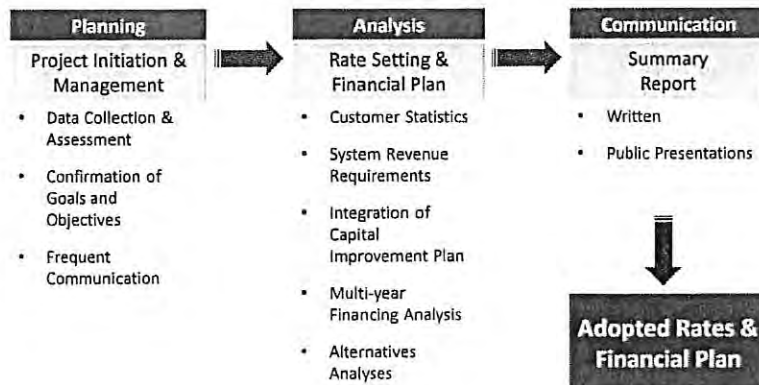 Planning
Project Initiation &
Management
• Data Collection &
Assessment
• Confirmation of
Goals and
Objectives
• Frequent
Communication
Analysis
Rate Setting &
Financial Plan
• Customer Statistics
• System Revenue
Requirements
• Integration of
Capital
Improvement Plan
• Multi-year
Financing Analysis
• Alternatives
Analyses
Communication
Summary
Report
• Written
• Public Presentations
Adopted Rates &
Financial Plan